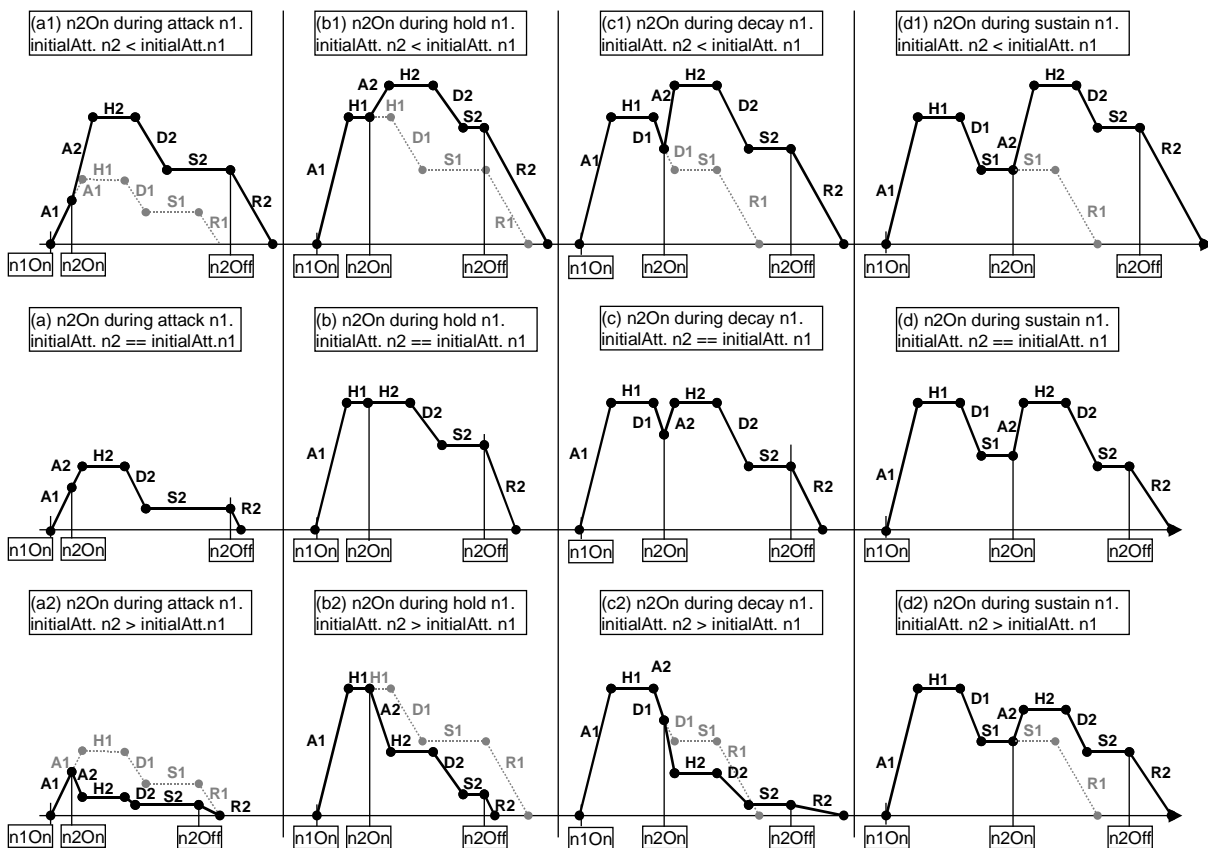 (a1) n2On during attack n1.
initialAtt. n2 < initialAtt.n1
A1
A2
H2
D2
S2
R2
A1
H1
D1
S1
R1
n1On
n2On
n2Off
(b1) n2On during hold n1.
initialAtt. n2 < initialAtt. n1
A1
H1
A2
H2
D2
S2
R2
H1
D1
S1
R1
n1On
n2On
n2Off
(c1) n2On during decay n1.
initialAtt. n2 < initialAtt. n1
A1
H1
D1
A2
H2
D2
S2
R2
D1
S1
R1
n1On
n2On
n2Off
(d1) n2On during sustain n1.
initialAtt. n2 < initialAtt. n1
A1
H1
D1
S1
A2
H2
D2
S2
R2
S1
R1
n1On
n2On
n2Off
(a) n2On during attack n1.
initialAtt. n2 == initialAtt.n1
A1
A2
H2
D2
S2
R2
n1On
n2On
n2Off
(b) n2On during hold n1.
initialAtt. n2 == initialAtt. n1
A1
H1
H2
D2
S2
R2
n1On
n2On
n2Off
(c) n2On during decay n1.
initialAtt. n2 == initialAtt. n1
A1
H1
D1
A2
H2
D2
S2
R2
n1On
n2On
n2Off
(d) n2On during sustain n1.
initialAtt. n2 == initialAtt. n1
A1
H1
D1
S1
A2
H2
D2
S2
R2
n1On
n2On
n2Off
(a2) n2On during attack n1.
initialAtt. n2 > initialAtt.n1
A1
A1
A2
H1
H2
D1
D2
S1
S2
R1
R2
n1On
n2On
n2Off
(b2) n2On during hold n1.
initialAtt. n2 > initialAtt. n1
A1
H1
H1
A2
D1
H2
S1
D2
S2
R1
R2
n1On
n2On
n2Off
(c2) n2On during decay n1.
initialAtt. n2 > initialAtt. n1
A1
H1
A2
D1
D1
S1
R1
H2
D2
S2
R2
n1On
n2On
n2Off
(d2) n2On during sustain n1.
initialAtt. n2 > initialAtt. n1
A1
H1
D1
S1
A2
H2
D2
S1
S2
R1
R2
n1On
n2On
n2Off